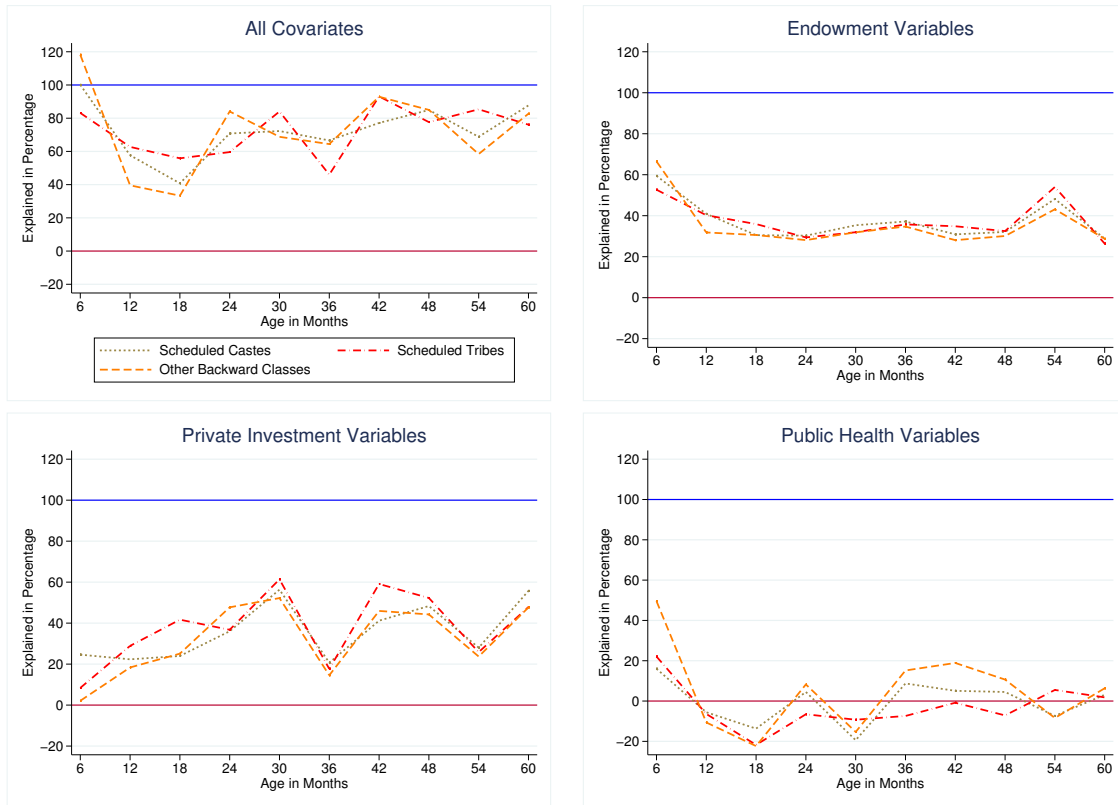 All Covariates
120
100
80
60
40
20
0
−20
Explained in Percentage
6 12 18 24 30 36 42 48 54 60
Age in Months
Scheduled Castes Scheduled Tribes
Other Backward Classes
Endowment Variables
120
100
80
60
40
20
0
−20
Explained in Percentage
6 12 18 24 30 36 42 48 54 60
Age in Months
Private Investment Variables
120
100
80
60
40
20
0
−20
Explained in Percentage
6 12 18 24 30 36 42 48 54 60
Age in Months
Public Health Variables
120
100
80
60
40
20
0
−20
Explained in Percentage
6 12 18 24 30 36 42 48 54 60
Age in Months